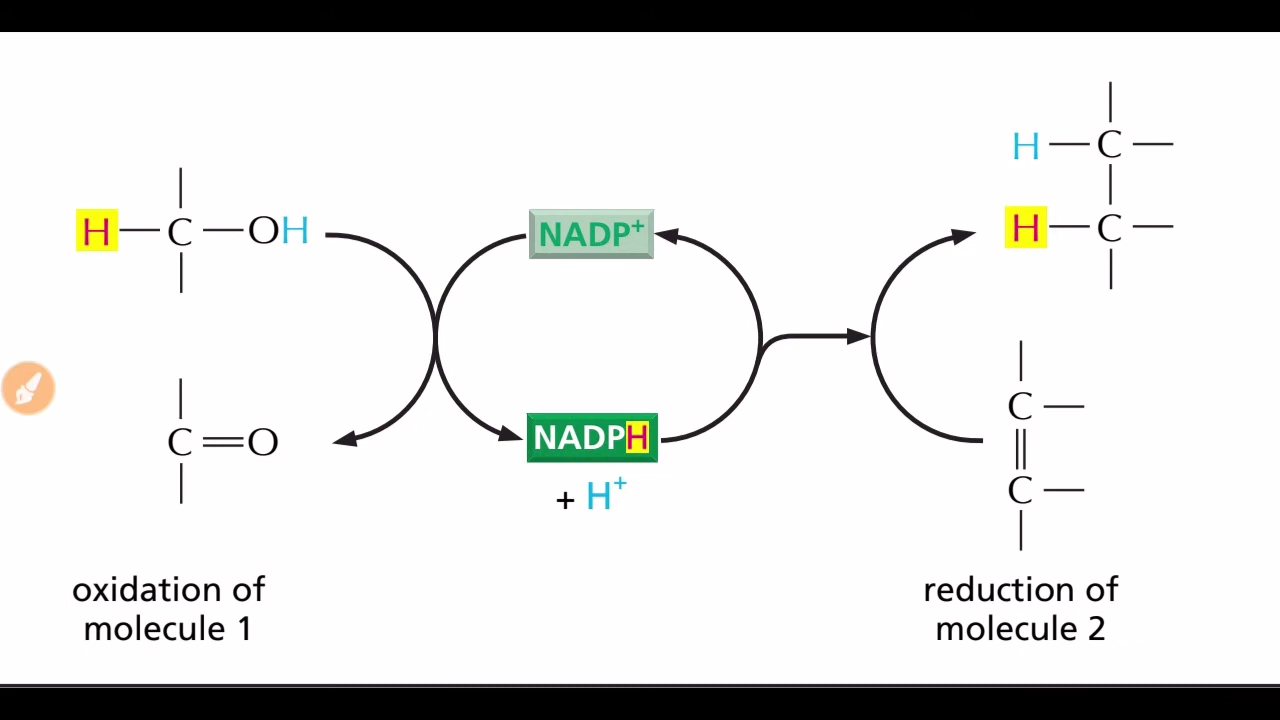 H C OH
C O
NADP⁺
NADPH
+ H⁺
H C
H C
C
C
oxidation of
molecule 1
reduction of
molecule 2